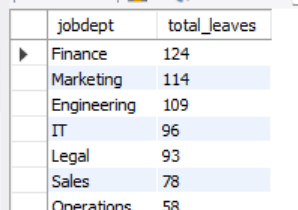 jobdept total_leaves
Finance 124
Marketing 114
Engineering 109
IT 96
Legal 93
Sales 78
Operations 58